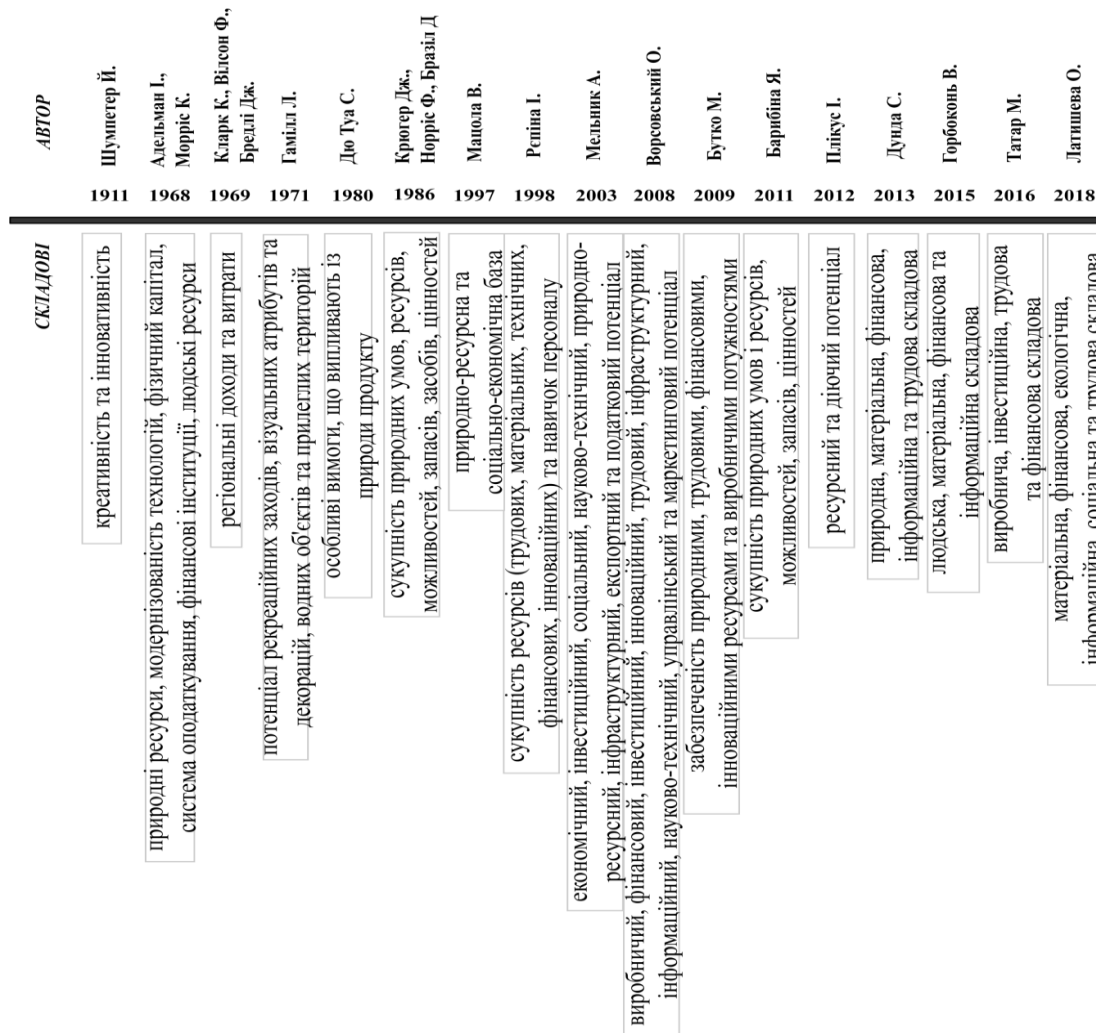 АВТОР
Шумпетер Й.
Адельман І.,
Морріс К.
Кларк К., Вілсон Ф.,
Бредлі Дж.
Гамілл Л.
Дю Туа С.
Крюгер Дж.,
Норріс Ф., Бразіл Д
Мацола В.
Рєпіна І.
Мельник А.
Ворсовський О.
Бутко М.
Барибіна Я.
Плікус І.
Дунда С.
Горбоконь В.
Татар М.
Латишева О.
1911
1968
1969
1971
1980
1986
1997
1998
2003
2008
2009
2011
2012
2013
2015
2016
2018
СКЛАДОВІ
креативність та інновативність
природні ресурси, модернізованість технологій, фізичний капітал,
система оподаткування, фінансові інституції, людські ресурси
регіональні доходи та витрати
потенціал рекреаційних заходів, візуальних атрибутів та
декорацій, водних об'єктів та прилеглих територій
особливі вимоги, що випливають із
природи продукту
сукупність природних умов, ресурсів,
можливостей, запасів, засобів, цінностей
природно-ресурсна та
соціально-економічна база
сукупність ресурсів (трудових, матеріальних, технічних,
фінансових, інноваційних) та навичок персоналу
економічний, інвестиційний, соціальний, науково-технічний, природно-
ресурсний, інфраструктурний, експортний та податковий потенціал
виробничий, фінансовий, інвестиційний, інноваційний, трудовий, інфраструктурний,
інформаційний, науково-технічний, управлінський та маркетинговий потенціал
забезпеченість природними, трудовими, фінансовими,
інноваційними ресурсами та виробничими потужностями
сукупність природних умов і ресурсів,
можливостей, запасів, цінностей
ресурсний та діючий потенціал
природна, матеріальна, фінансова,
інформаційна та трудова складова
людська, матеріальна, фінансова та
інформаційна складова
виробнича, інвестиційна, трудова
та фінансова складова
матеріальна, фінансова, екологічна,
інформаційна, соціальна та трудова складова